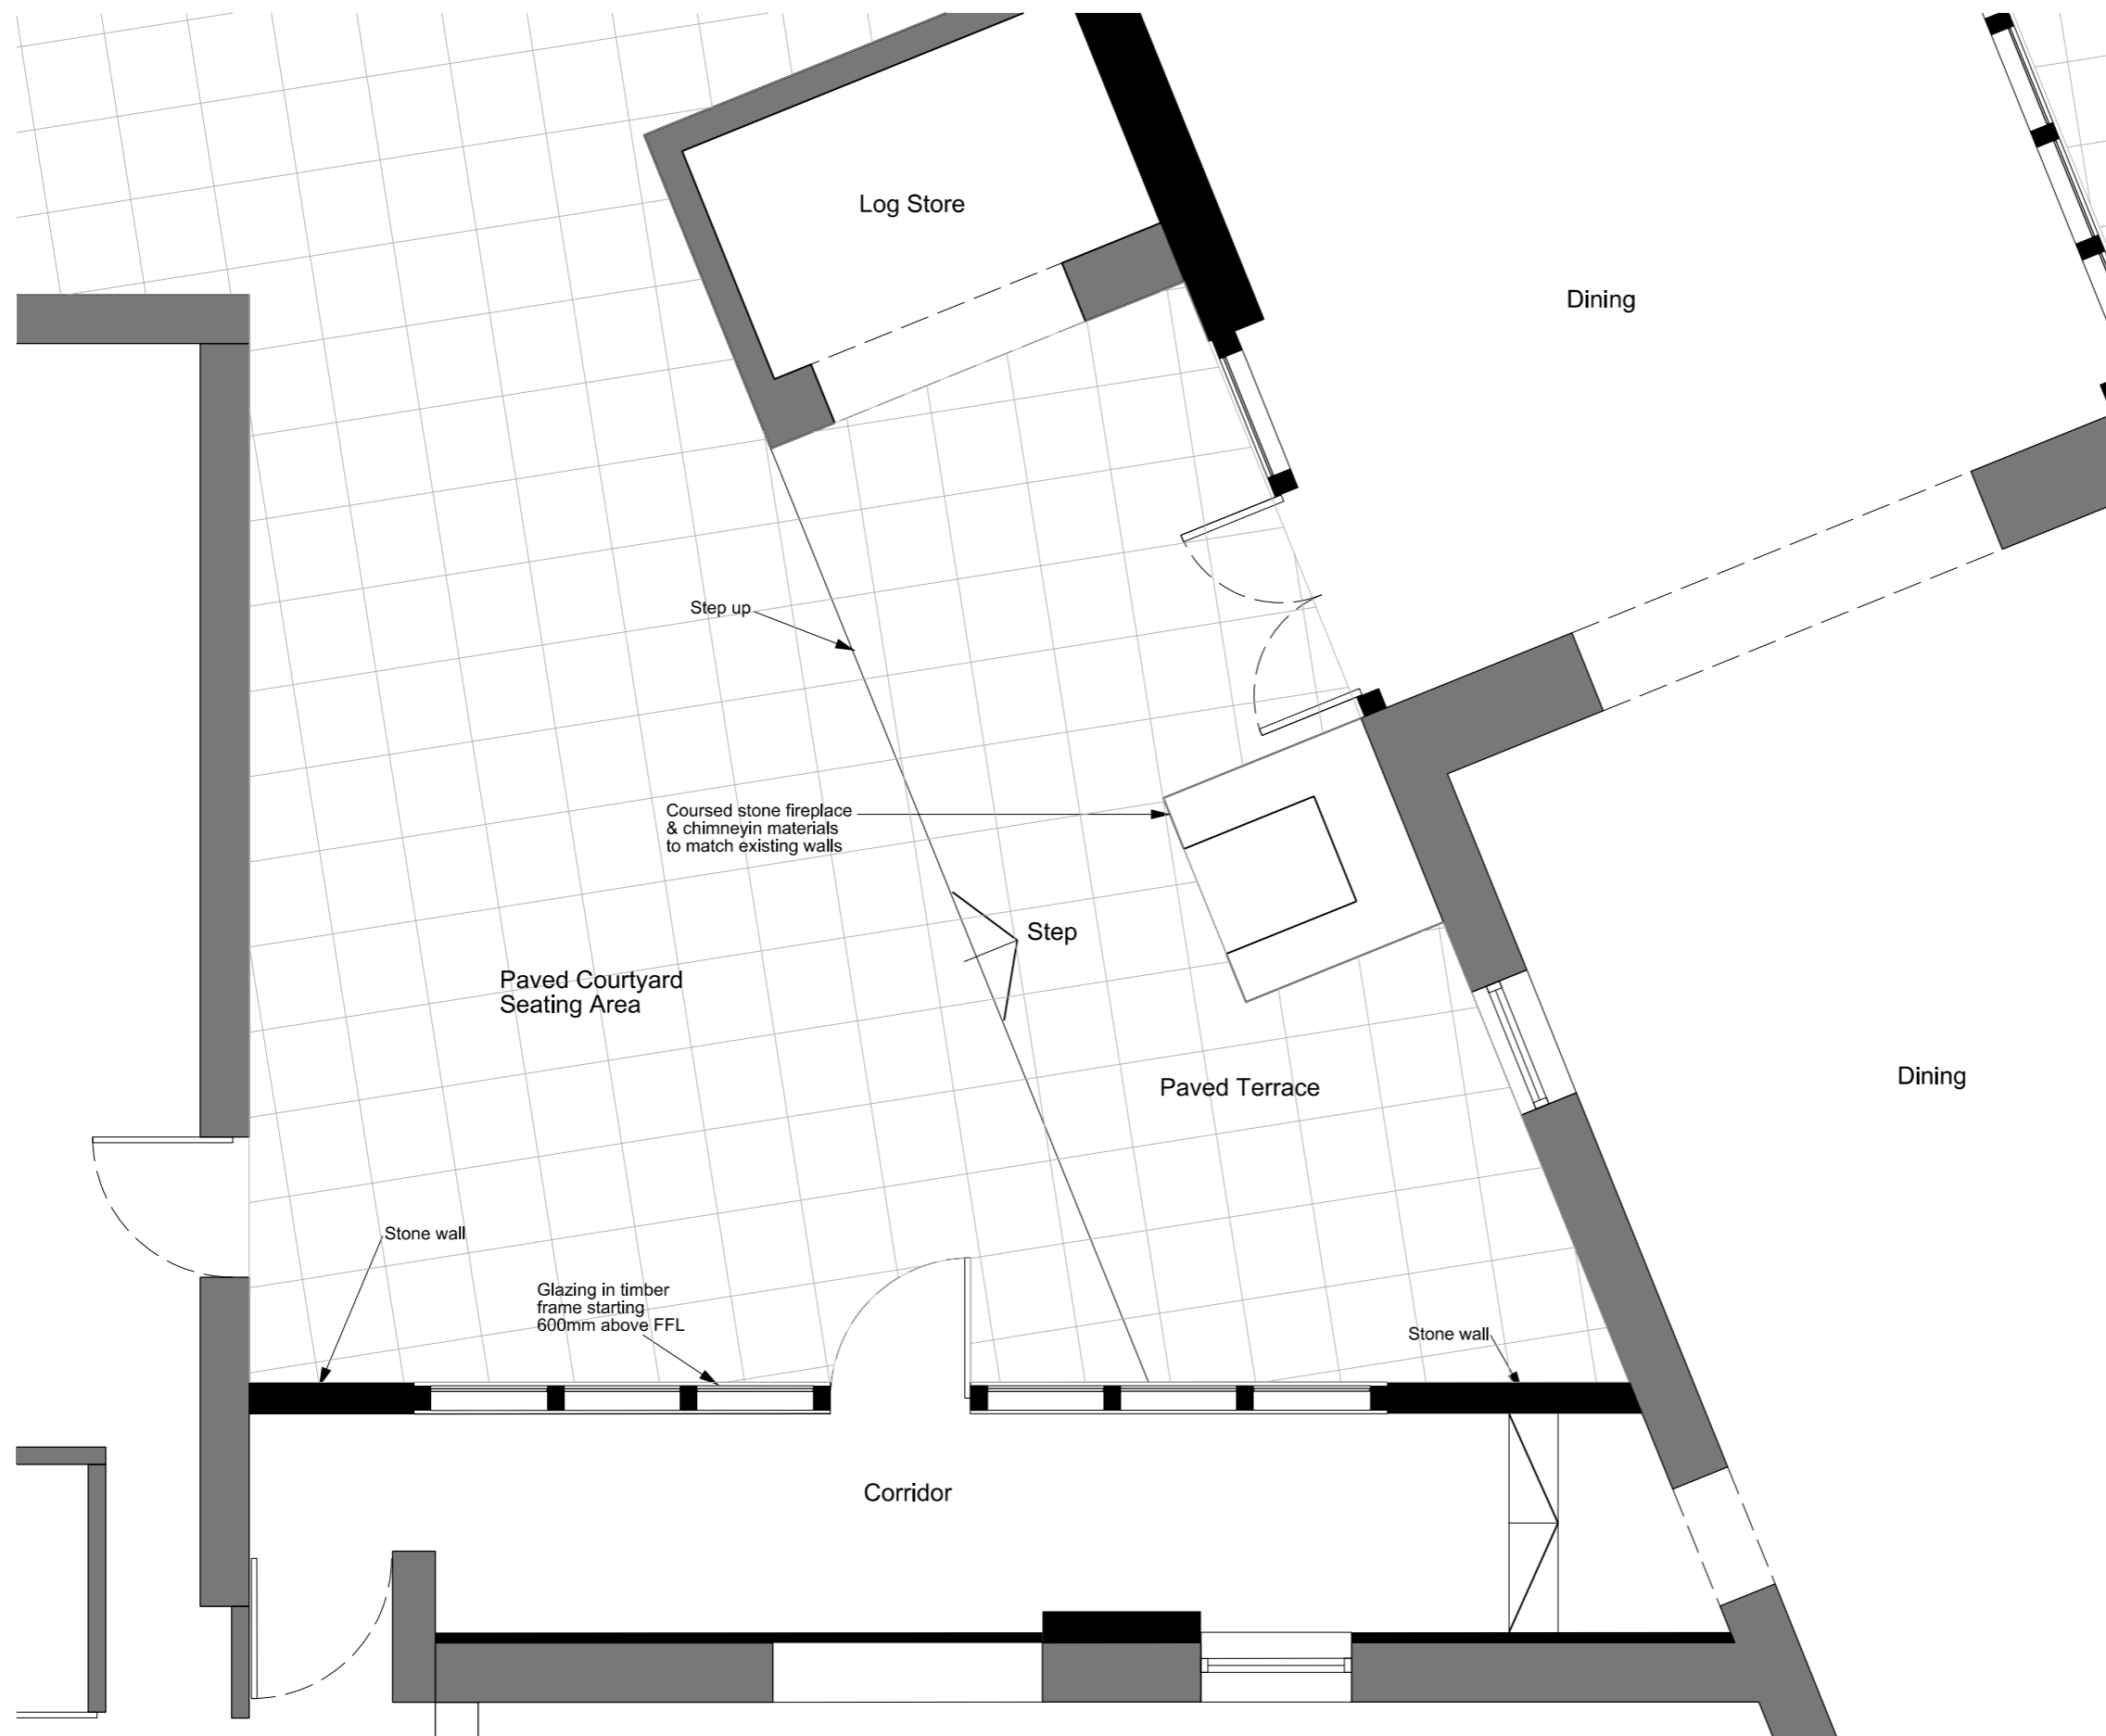 Log Store
Dining
Step up
Coursed stone fireplace
& chimneyin materials
to match existing walls
Step
Paved Courtyard
Seating Area
Paved Terrace
Dining
Stone wall
Glazing in timber
frame starting
600mm above FFL
Stone wall
Corridor